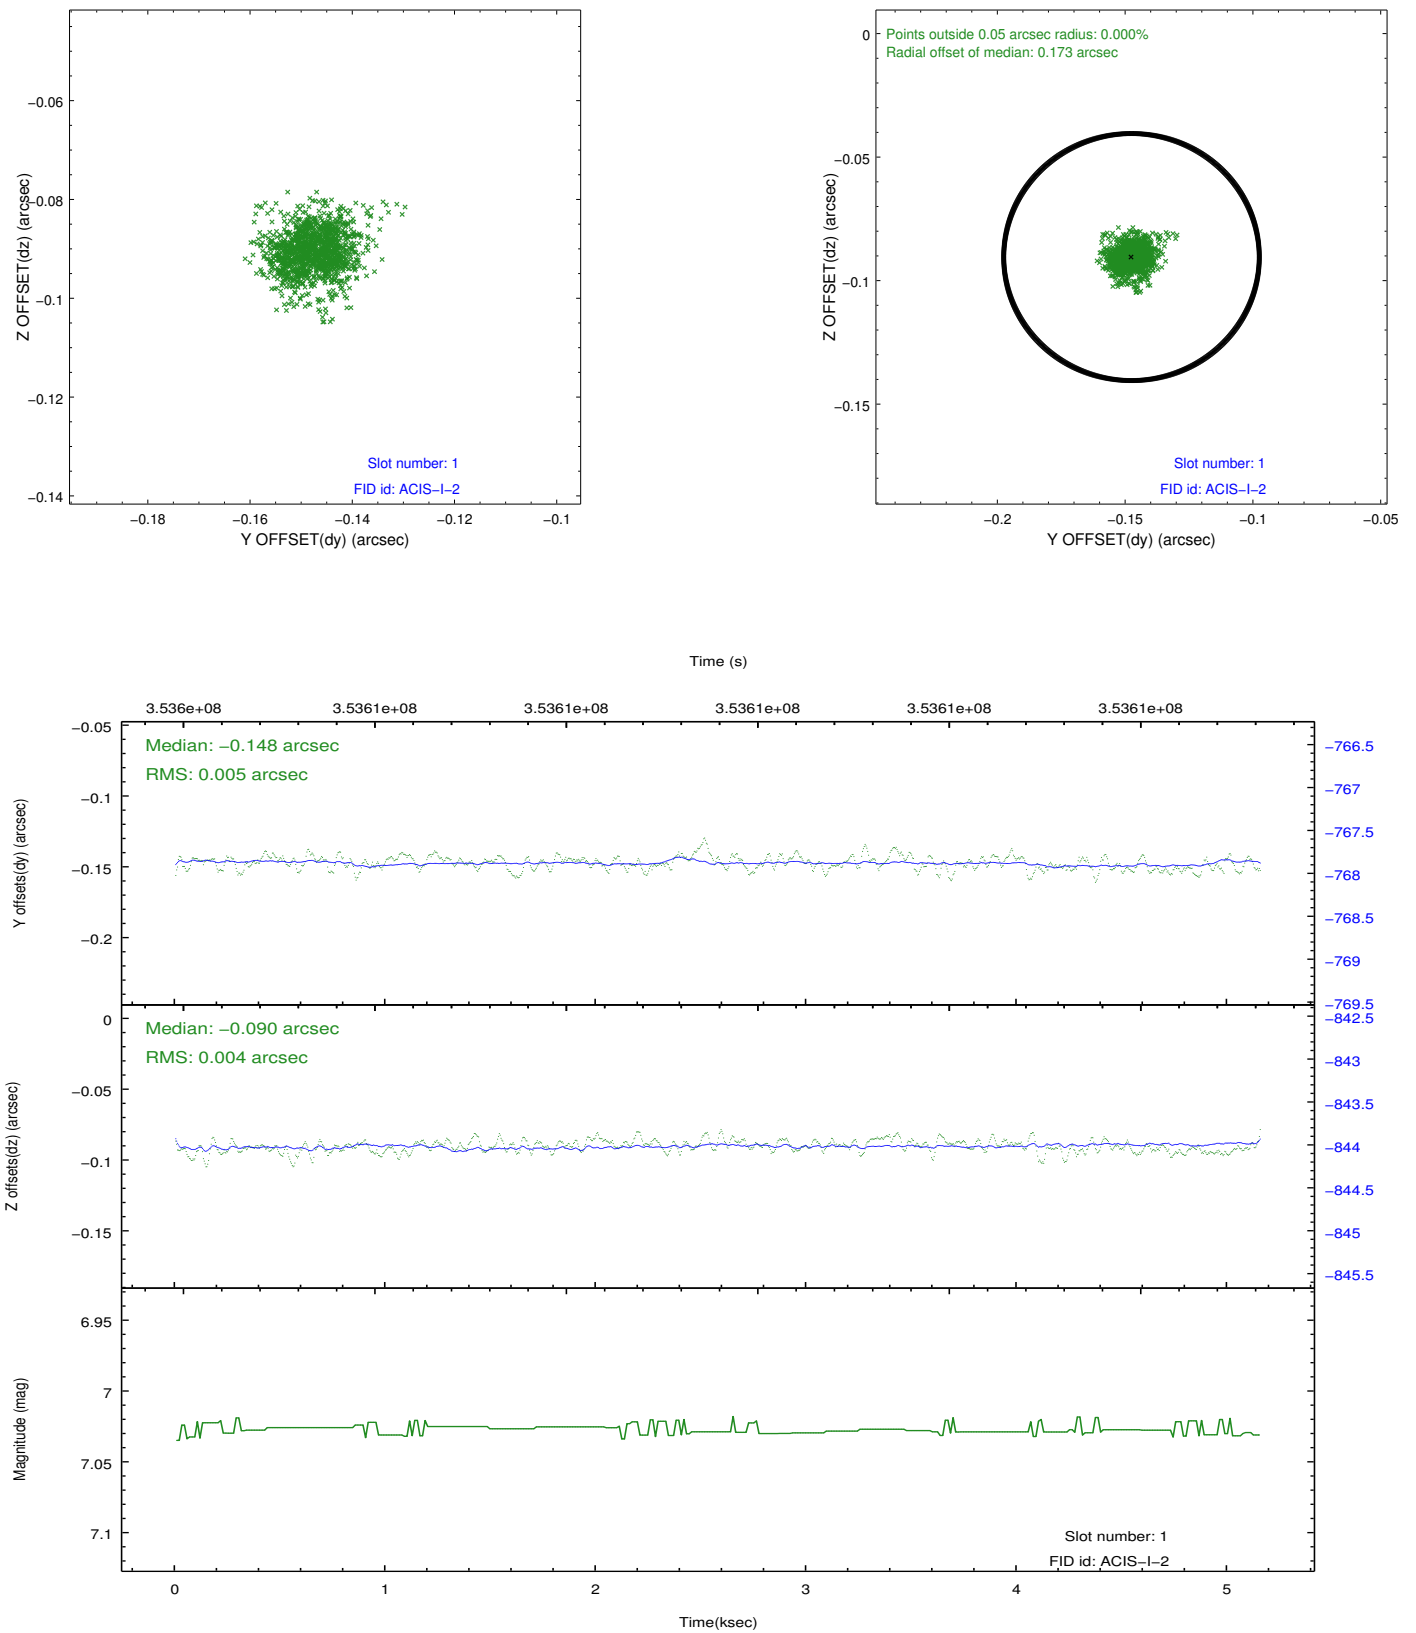 −0.06
−0.08
−0.1
−0.12
−0.14
Z OFFSET(dz) (arcsec)
Slot number: 1
FID id: ACIS−I−2
−0.18
−0.16
−0.14
−0.12
−0.1
Y OFFSET(dy) (arcsec)
Points outside 0.05 arcsec radius: 0.000%
Radial offset of median: 0.173 arcsec
0
−0.05
−0.1
−0.15
Z OFFSET(dz) (arcsec)
Slot number: 1
FID id: ACIS−I−2
−0.2
−0.15
−0.1
−0.05
Y OFFSET(dy) (arcsec)
Time (s)
3.536e+08
3.5361e+08
3.5361e+08
3.5361e+08
3.5361e+08
3.5361e+08
Median: −0.148 arcsec
RMS: 0.005 arcsec
−0.05
−0.1
−0.15
−0.2
Y offsets(dy) (arcsec)
−766.5
−767
−767.5
−768
−768.5
−769
−769.5
Median: −0.090 arcsec
RMS: 0.004 arcsec
0
−0.05
−0.1
−0.15
Z offsets(dz) (arcsec)
−842.5
−843
−843.5
−844
−844.5
−845
−845.5
6.95
7
7.05
7.1
Magnitude (mag)
Slot number: 1
FID id: ACIS−I−2
0
1
2
3
4
5
Time(ksec)